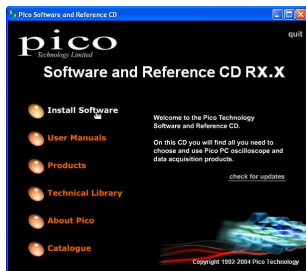 Pico Software and Reference CD
quit
pico
Technology Limited
Software and Reference CD RX.X
Install Software
User Manuals
Products
Technical Library
About Pico
Catalogue
Welcome to the Pico Technology
Software and Reference CD.
On this CD you will find all you need to
choose and use Pico PC oscilloscope and
data acquisition products.
check for updates
Copyright 1992-2004 Pico Technology